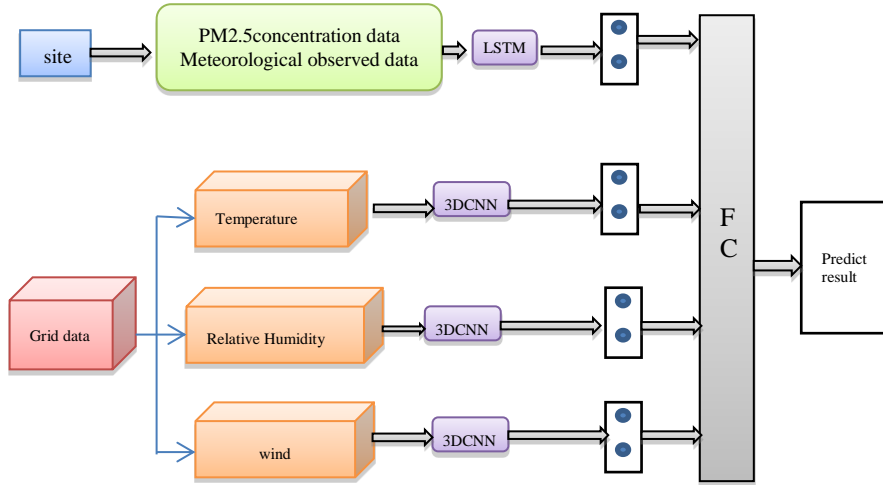 site
PM2.5concentration data
Meteorological observed data
LSTM
Temperature
3DCNN
F
C
Predict
result
Grid data
Relative Humidity
3DCNN
wind
3DCNN